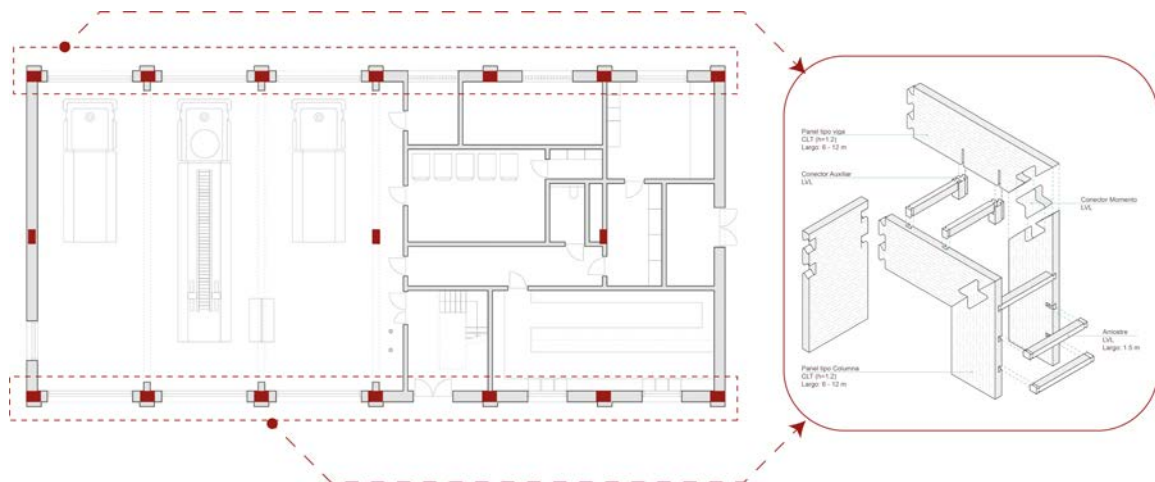 Panel tipo viga
CLT (h=1.2)
Largo: 6 - 12 m
Conector Auxiliar
LVL
Conector Momento
LVL
Amostre
LVL
Largo: 1.5 m
Panel tipo Columna
CLT (h=1.2)
Largo: 6 - 12 m